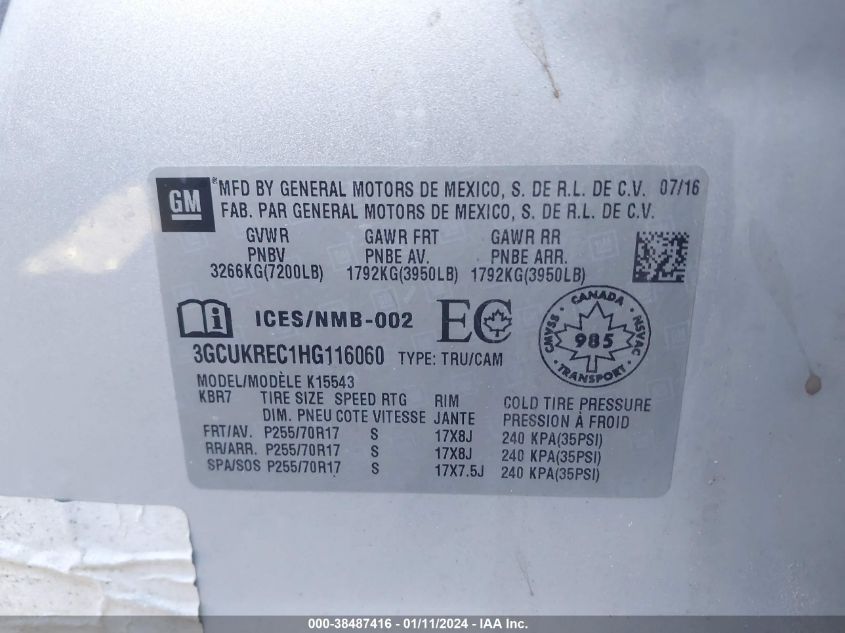 GM
*MFD BY GENERAL MOTORS DE MEXICO, S. DE R.L. DE C.V. 07/16
FAB. PAR GENERAL MOTORS DE MEXICO, S. DE R.L. DE C.V.
GVWR GAWR FRT GAWR RR
PNBV PNBE AV. PNBE ARR.
3266KG(7200LB) 1792KG(3950LB) 1792KG(3950LB)
i ICES/NMB-002 EC
CANADA
CMVSS 985 NSVAC
TRANSPORT
3GCUKREC1HG116060 TYPE: TRU/CAM
MODEL/MODÈLE K15543
KBR7 TIRE SIZE SPEED RTG RIM COLD TIRE PRESSURE
DIM. PNEU COTE VITESSE JANTE PRESSION À FROID
FRT/AV. P255/70R17 S 17X8J 240 KPA(35PSI)
RR/ARR. P255/70R17 S 17X8J 240 KPA(35PSI)
SPA/SOS P255/70R17 S 17X7.5J 240 KPA(35PSI)
000-38487416 - 01/11/2024 - IAA Inc.